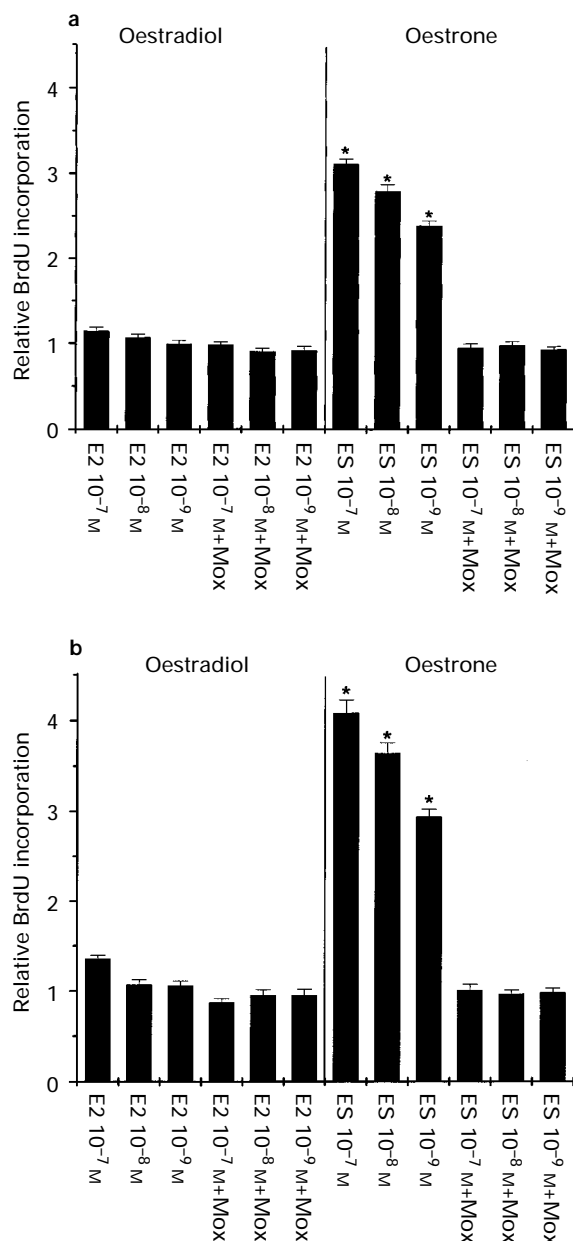 a
Oestradiol
Oestrone
Relative BrdU incorporation
4
3
2
1
0
*
*
*
E2 10⁻⁷ M
E2 10⁻⁸ M
E2 10⁻⁹ M
E2 10⁻⁷ M+Mox
E2 10⁻⁸ M+Mox
E2 10⁻⁹ M+Mox
ES 10⁻⁷ M
ES 10⁻⁸ M
ES 10⁻⁹ M
ES 10⁻⁷ M+Mox
ES 10⁻⁸ M+Mox
ES 10⁻⁹ M+Mox
b
Oestradiol
Oestrone
Relative BrdU incorporation
4
3
2
1
0
*
*
*
E2 10⁻⁷ M
E2 10⁻⁸ M
E2 10⁻⁹ M
E2 10⁻⁷ M+Mox
E2 10⁻⁸ M+Mox
E2 10⁻⁹ M+Mox
ES 10⁻⁷ M
ES 10⁻⁸ M
ES 10⁻⁹ M
ES 10⁻⁷ M+Mox
ES 10⁻⁸ M+Mox
ES 10⁻⁹ M+Mox